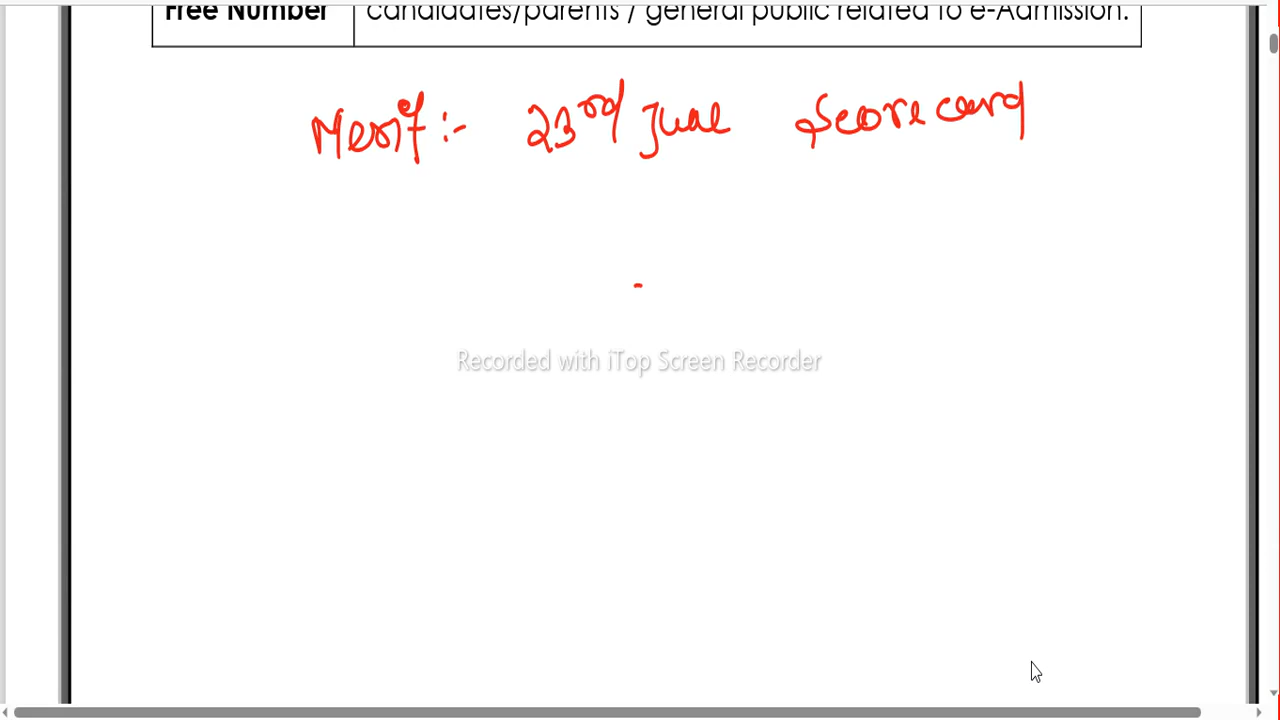 Free Number candidates/parents / general public related to e-Admission.
Merit :- 23rd June Scorecard
Recorded with iTop Screen Recorder